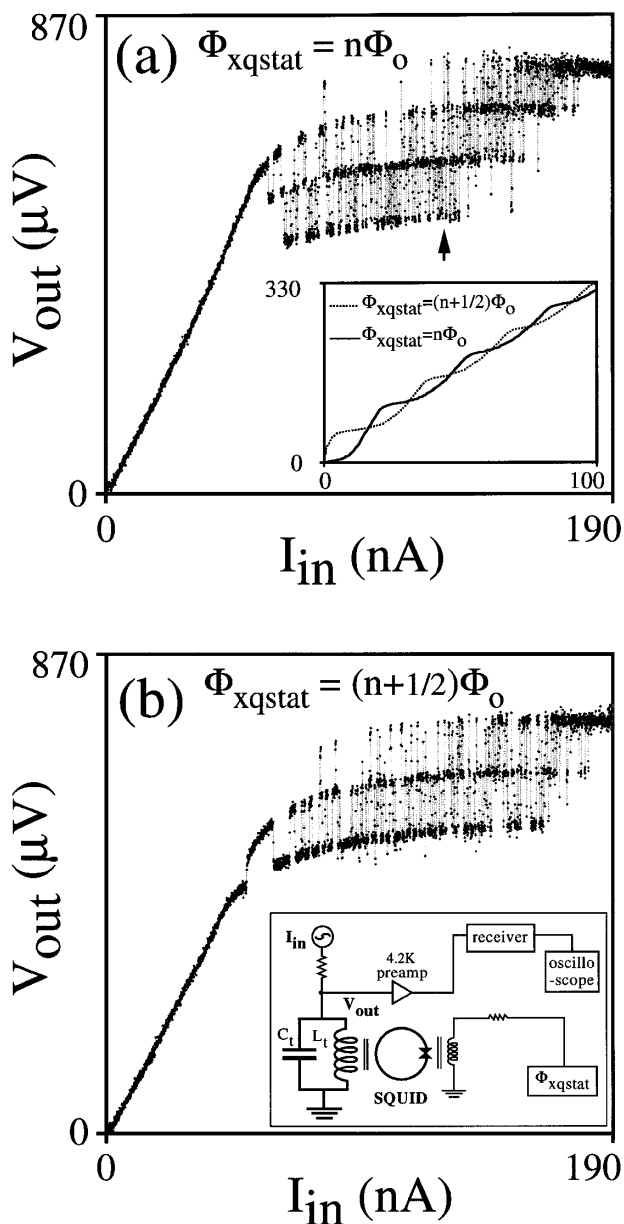 870
(a) Φxqstat = nΦo
Vout (μV)
330
Φxqstat=(n+1/2)Φo
Φxqstat=nΦo
0
0
100
0
0
190
Iin (nA)
870
(b) Φxqstat = (n+1/2)Φo
Vout (μV)
Iin
4.2K
preamp
receiver
oscillo
-scope
Vout
Ct
Lt
SQUID
Φxqstat
0
0
190
Iin (nA)